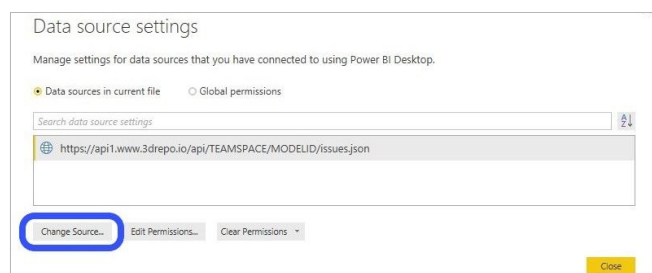 Data source settings
Manage settings for data sources that you have connected to using Power BI Desktop.
Data sources in current file Global permissions
Search data source settings
https://api1.www.3drepo.io/api/TEAMSPACE/MODELID/issues.json
Change Source... Edit Permissions... Clear Permissions
Close